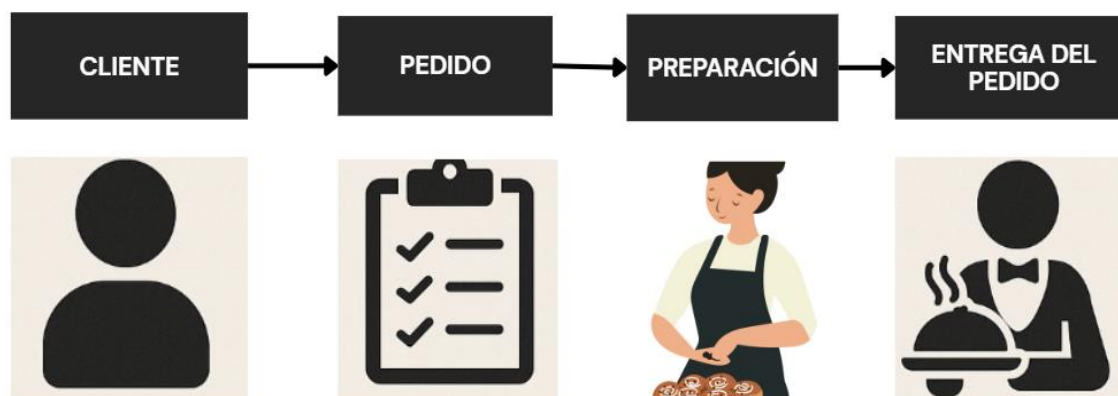 CLIENTE
PEDIDO
PREPARACIÓN
ENTREGA DEL
PEDIDO